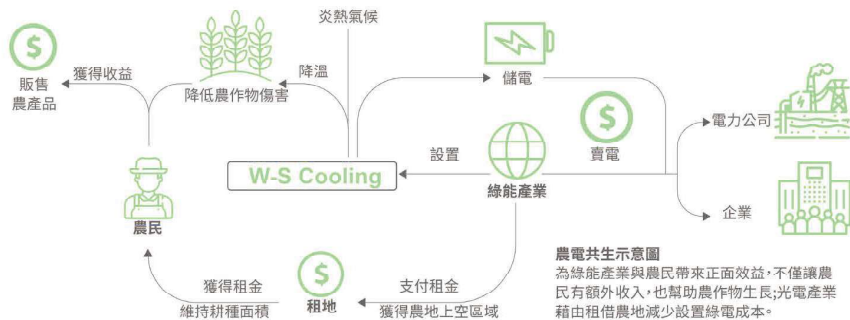 炎熱氣候
獲得收益
降溫
販售
農產品
降低農作物傷害
儲電
電力公司
設置
賣電
W-S Cooling
綠能產業
農民
企業
獲得租金
維持耕種面積
租地
支付租金
獲得農地上空區域
農電共生示意圖
為綠能產業與農民帶來正面效益，不僅讓農
民有額外收入，也幫助農作物生長;光電產業
藉由租借農地減少設置綠電成本。